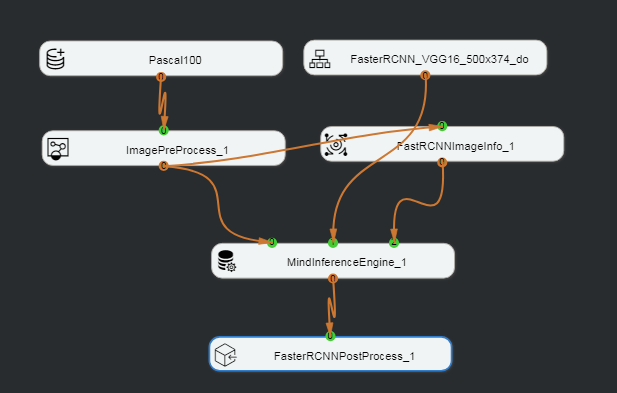 Pascal100
FasterRCNN_VGG16_500x374_do
ImagePreProcess_1
FastRCNNImageInfo_1
MindInferenceEngine_1
FasterRCNNPostProcess_1